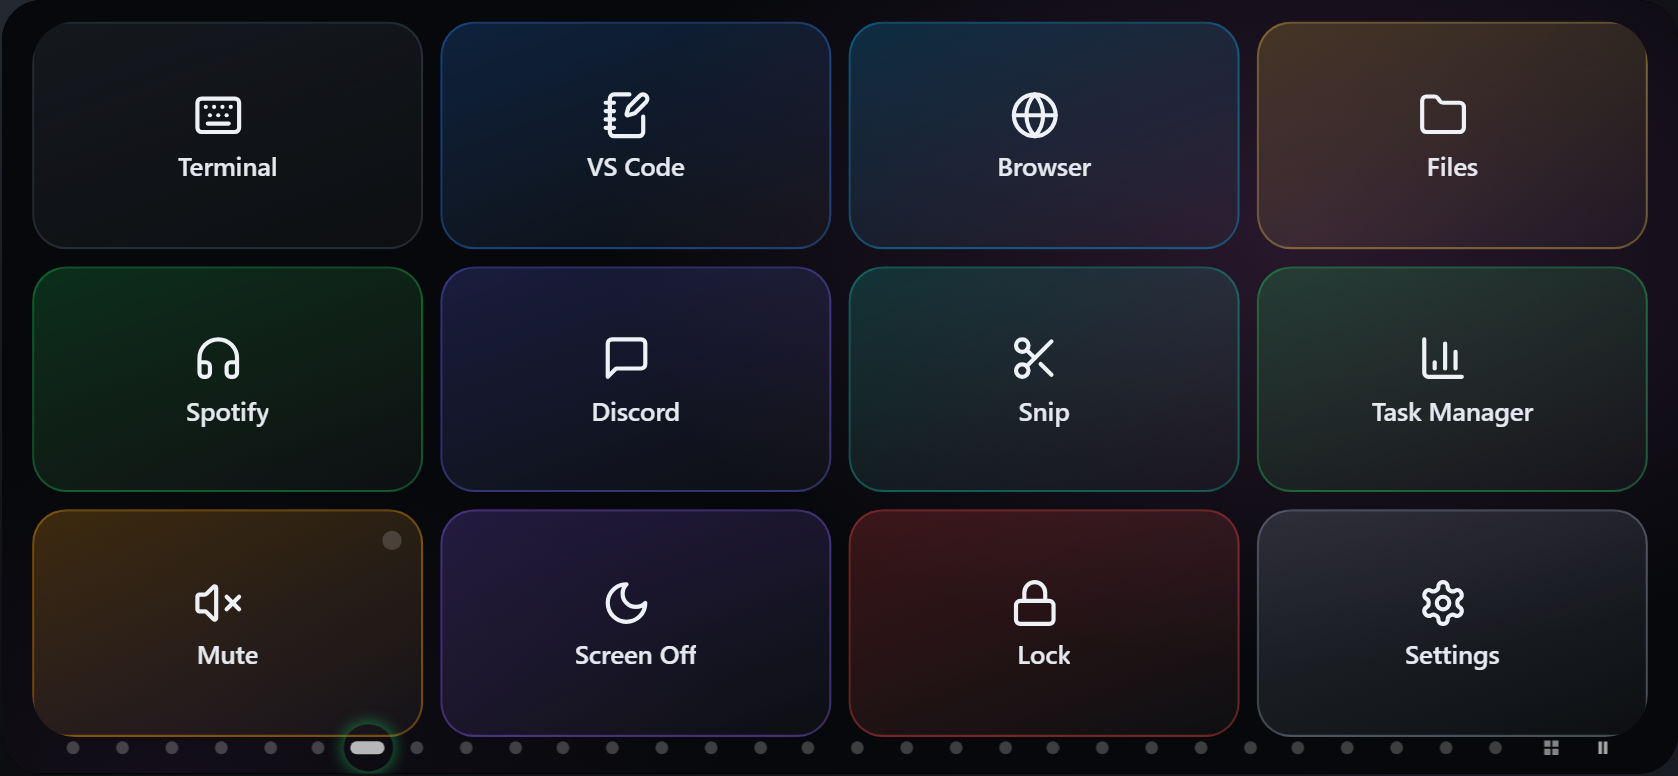 Terminal
VS Code
Browser
Files
Spotify
Discord
Snip
Task Manager
Mute
Screen Off
Lock
Settings